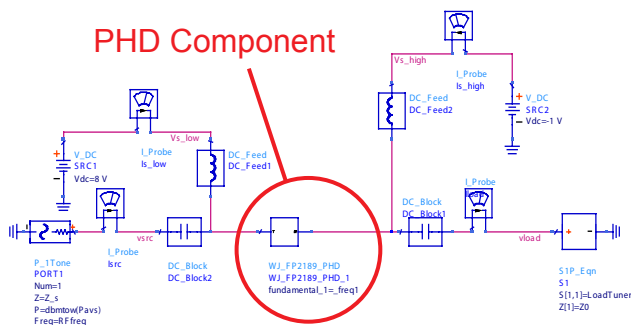 PHD Component
Vs_high
I_Probe
Is_high
DC_Feed
DC_Feed2
V_DC
SRC2
Vdc=-1 V
Vs_low
V_DC
SRC1
Vdc=8 V
I_Probe
Is_low
DC_Feed
DC_Feed1
I_Probe
DC_Block
DC_Block1
vsrc
vload
P_1Tone
PORT1
Num=1
Z=Z_s
P=dbmtow(Pavs)
Freq=RFfreq
I_Probe
Isrc
DC_Block
DC_Block2
WJ_FP2189_PHD
WJ_FP2189_PHD_1
fundamental_1=_freq1
S1P_Eqn
S1
S[1,1]=LoadTuner
Z[1]=Z0